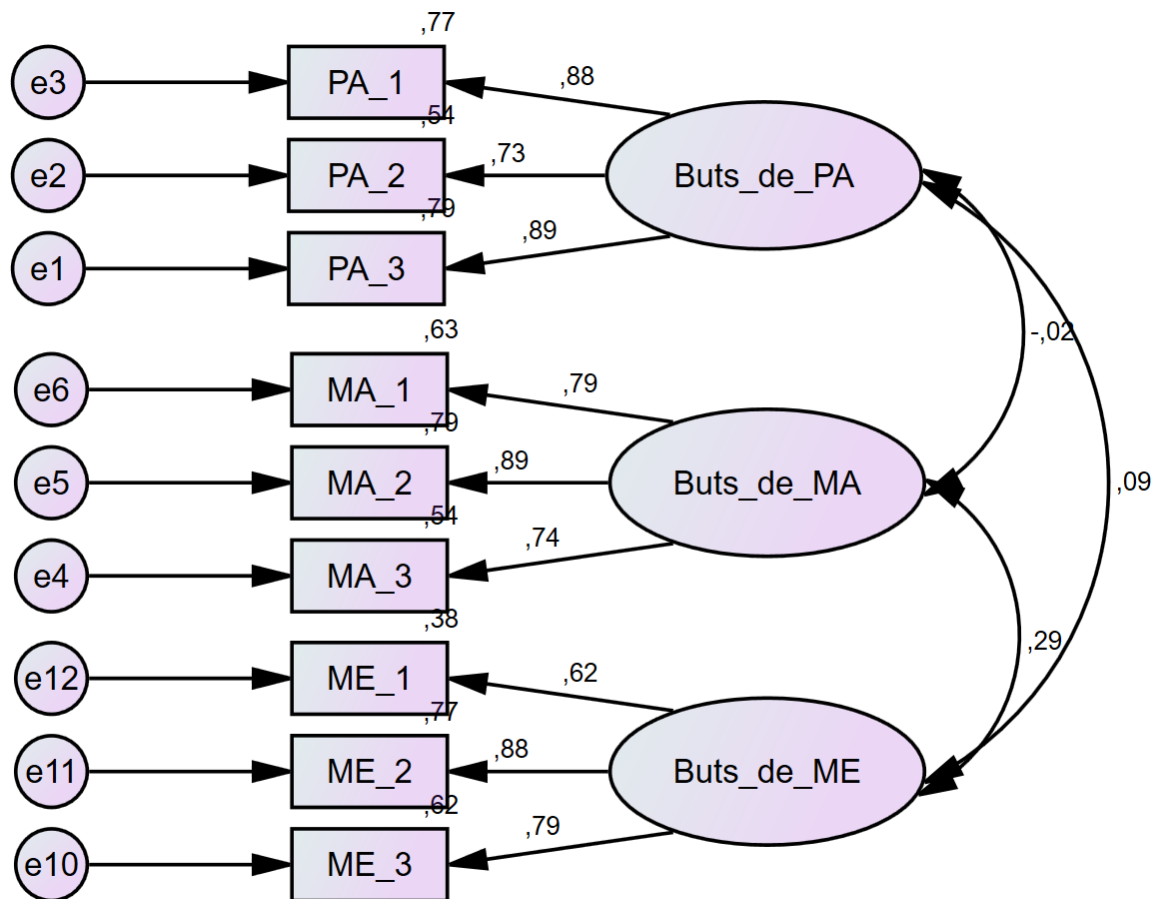 ,77
e3 PA_1 ,88
,54
e2 PA_2 ,73 Buts_de_PA
,79
e1 PA_3 ,89
-,02
,63
e6 MA_1 ,79
,79
e5 MA_2 ,89 Buts_de_MA ,09
,54
e4 MA_3 ,74
,38
,29
e12 ME_1 ,62
,77
e11 ME_2 ,88 Buts_de_ME
,62
e10 ME_3 ,79